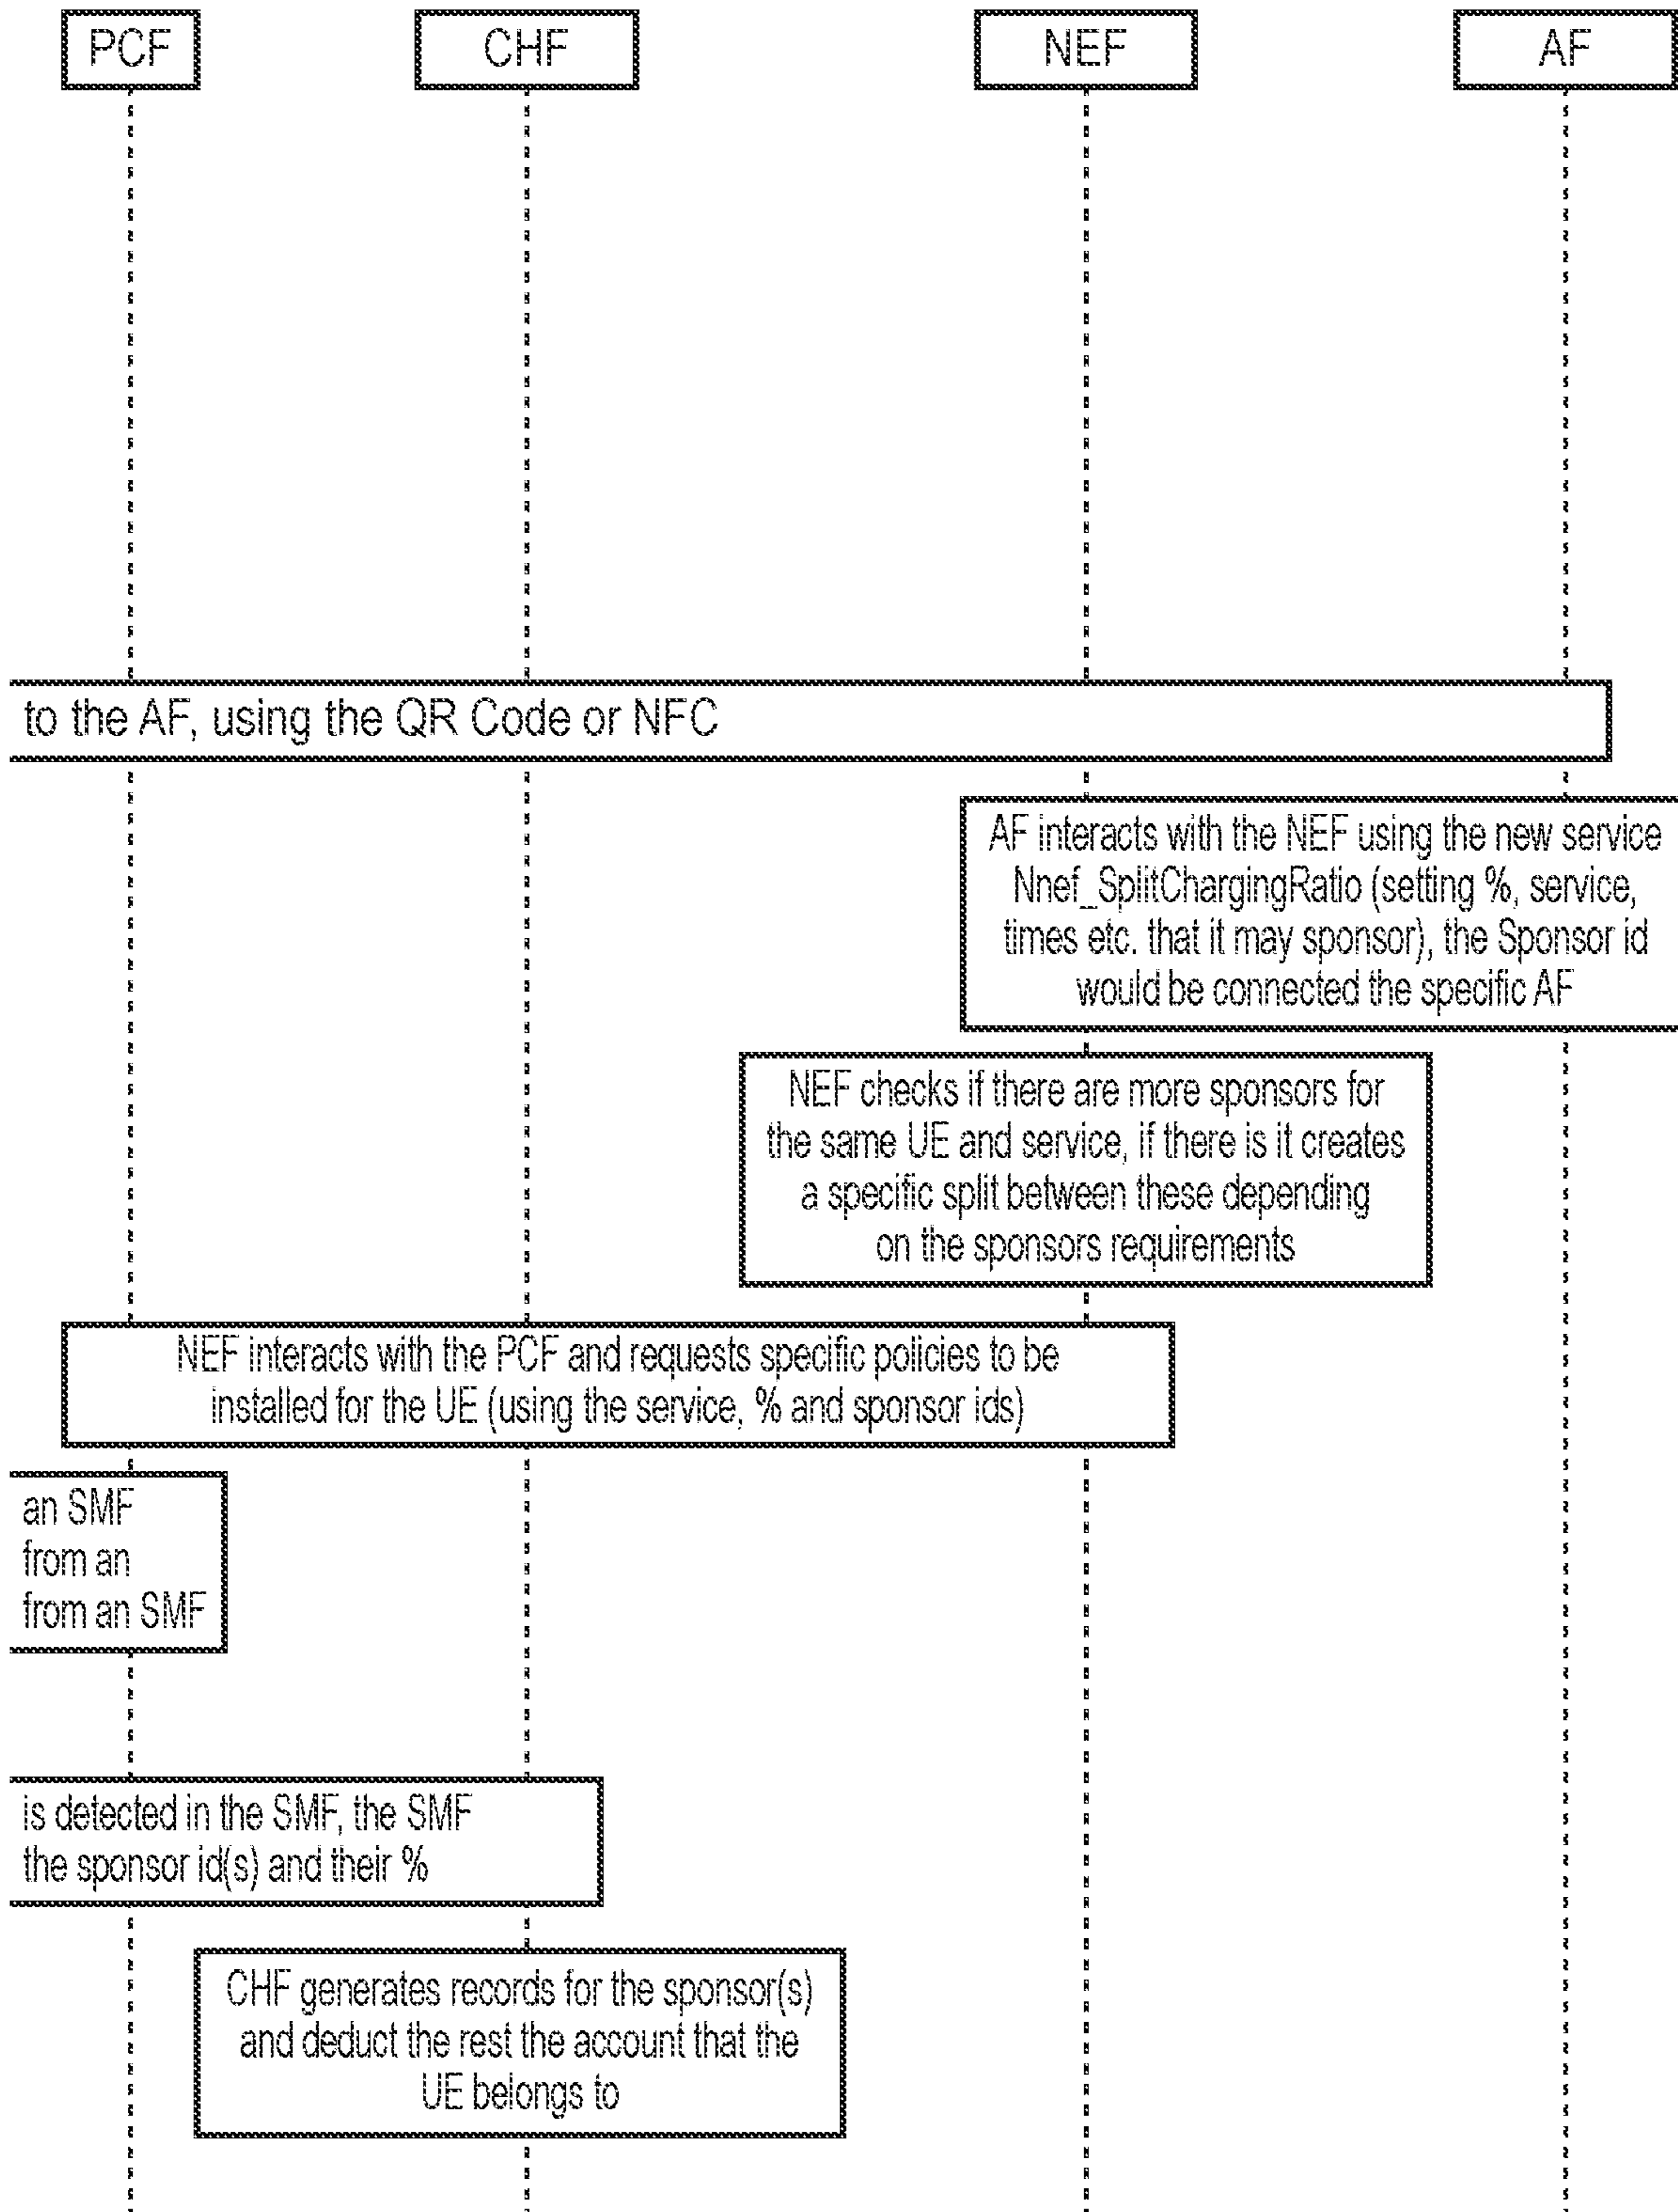 PCF
CHF
NEF
AF
to the AF, using the QR Code or NFC
AF interacts with the NEF using the new service
Nnef_SplitChargingRatio (setting %, service,
times etc. that it may sponsor), the Sponsor id
would be connected the specific AF
NEF checks if there are more sponsors for
the same UE and service, if there is it creates
a specific split between these depending
on the sponsors requirements
NEF interacts with the PCF and requests specific policies to be
installed for the UE (using the service, % and sponsor ids)
an SMF
from an
from an SMF
is detected in the SMF, the SMF
the sponsor id(s) and their %
CHF generates records for the sponsor(s)
and deduct the rest the account that the
UE belongs to